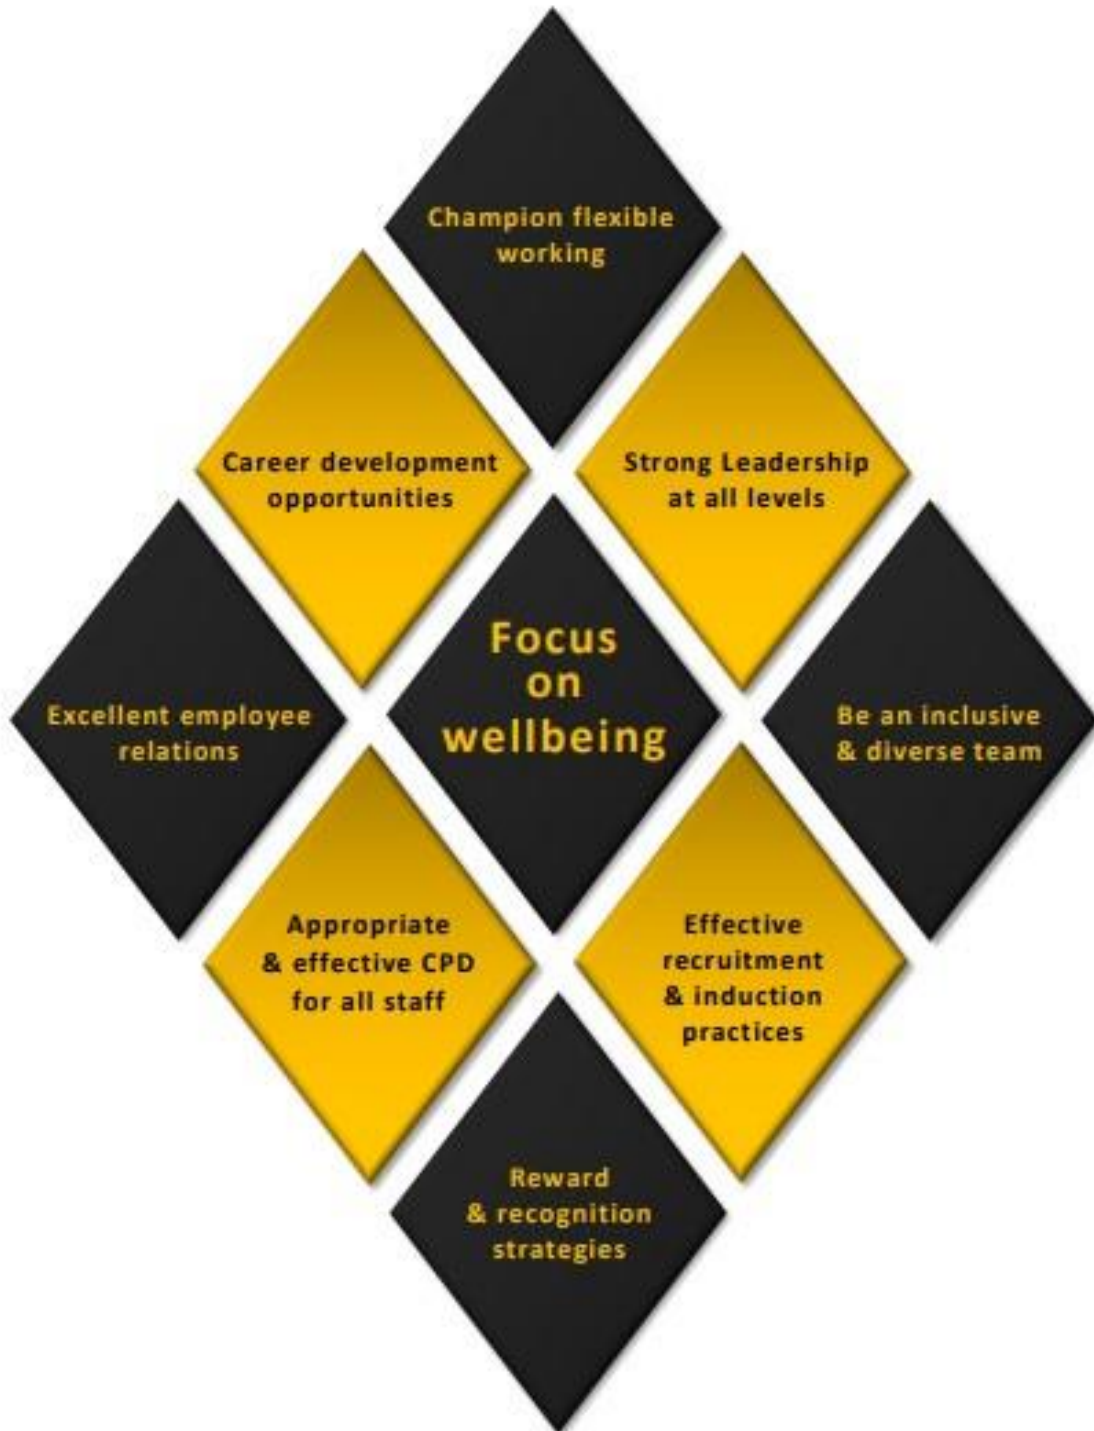 Champion flexible
working
Career development
opportunities
Strong Leadership
at all levels
Excellent employee
relations
Focus
on
wellbeing
Be an inclusive
& diverse team
Appropriate
& effective CPD
for all staff
Effective
recruitment
& induction
practices
Reward
& recognition
strategies